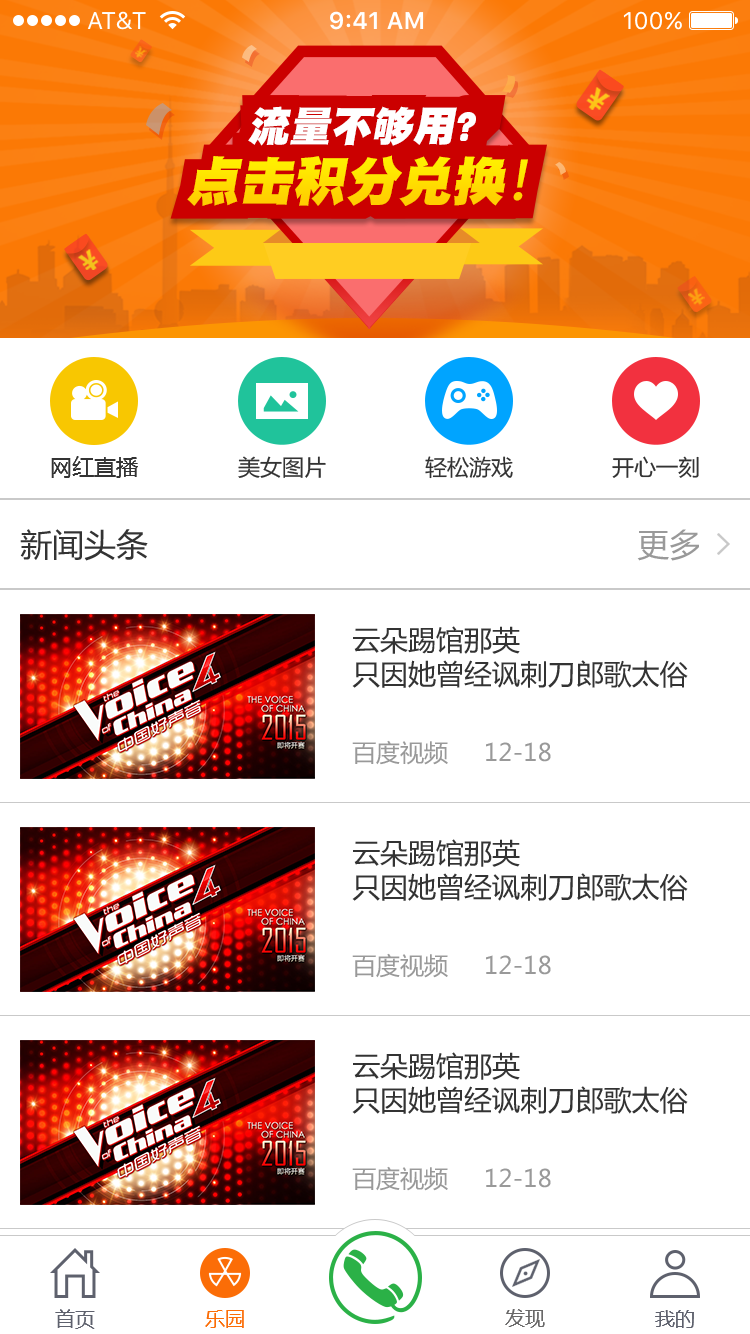 AT&T 9:41 AM 100%
流量不够用?
点击积分兑换!
网红直播 美女图片 轻松游戏 开心一刻
新闻头条 更多
the
Voice 4
of China
中国好声音
THE VOICE
OF CHINA
2015
即将开赛
云朵踢馆那英
只因她曾经讽刺刀郎歌太俗
百度视频 12-18
the
Voice 4
of China
中国好声音
THE VOICE
OF CHINA
2015
即将开赛
云朵踢馆那英
只因她曾经讽刺刀郎歌太俗
百度视频 12-18
the
Voice 4
of China
中国好声音
THE VOICE
OF CHINA
2015
即将开赛
云朵踢馆那英
只因她曾经讽刺刀郎歌太俗
百度视频 12-18
首页 乐园 发现 我的